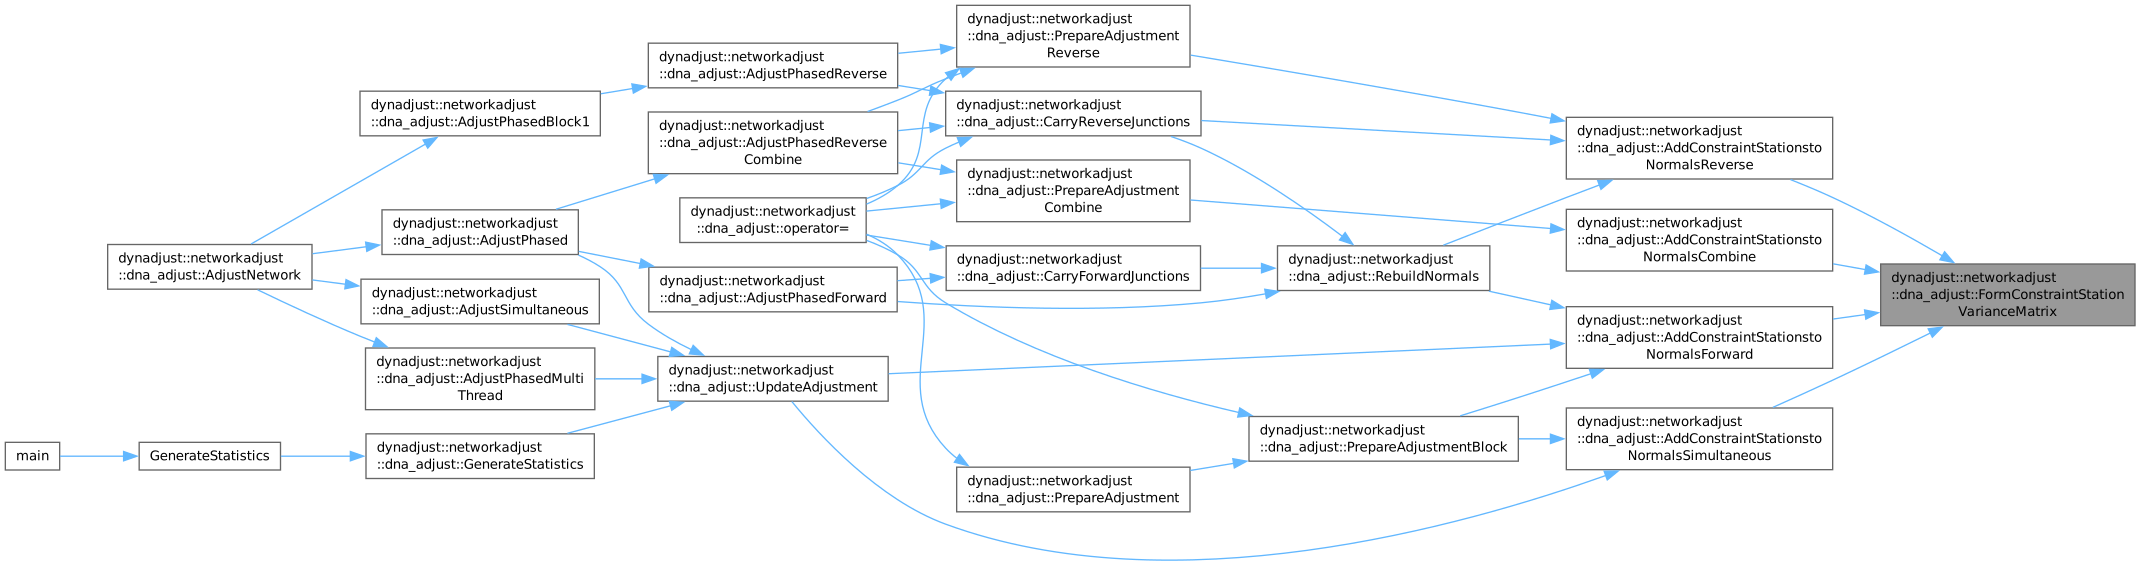 dynadjust::networkadjust
::dna_adjust::PrepareAdjustment
Reverse
dynadjust::networkadjust
::dna_adjust::AdjustPhasedReverse
dynadjust::networkadjust
::dna_adjust::AdjustPhasedBlock1
dynadjust::networkadjust
::dna_adjust::CarryReverseJunctions
dynadjust::networkadjust
::dna_adjust::AdjustPhasedReverse
Combine
dynadjust::networkadjust
::dna_adjust::AddConstraintStationsto
NormalsReverse
dynadjust::networkadjust
::dna_adjust::PrepareAdjustment
Combine
dynadjust::networkadjust
::dna_adjust::operator=
dynadjust::networkadjust
::dna_adjust::AdjustPhased
dynadjust::networkadjust
::dna_adjust::AddConstraintStationsto
NormalsCombine
dynadjust::networkadjust
::dna_adjust::AdjustNetwork
dynadjust::networkadjust
::dna_adjust::CarryForwardJunctions
dynadjust::networkadjust
::dna_adjust::RebuildNormals
dynadjust::networkadjust
::dna_adjust::FormConstraintStation
VarianceMatrix
dynadjust::networkadjust
::dna_adjust::AdjustPhasedForward
dynadjust::networkadjust
::dna_adjust::AdjustSimultaneous
dynadjust::networkadjust
::dna_adjust::AddConstraintStationsto
NormalsForward
dynadjust::networkadjust
::dna_adjust::AdjustPhasedMulti
Thread
dynadjust::networkadjust
::dna_adjust::UpdateAdjustment
dynadjust::networkadjust
::dna_adjust::PrepareAdjustmentBlock
dynadjust::networkadjust
::dna_adjust::AddConstraintStationsto
NormalsSimultaneous
main
GenerateStatistics
dynadjust::networkadjust
::dna_adjust::GenerateStatistics
dynadjust::networkadjust
::dna_adjust::PrepareAdjustment